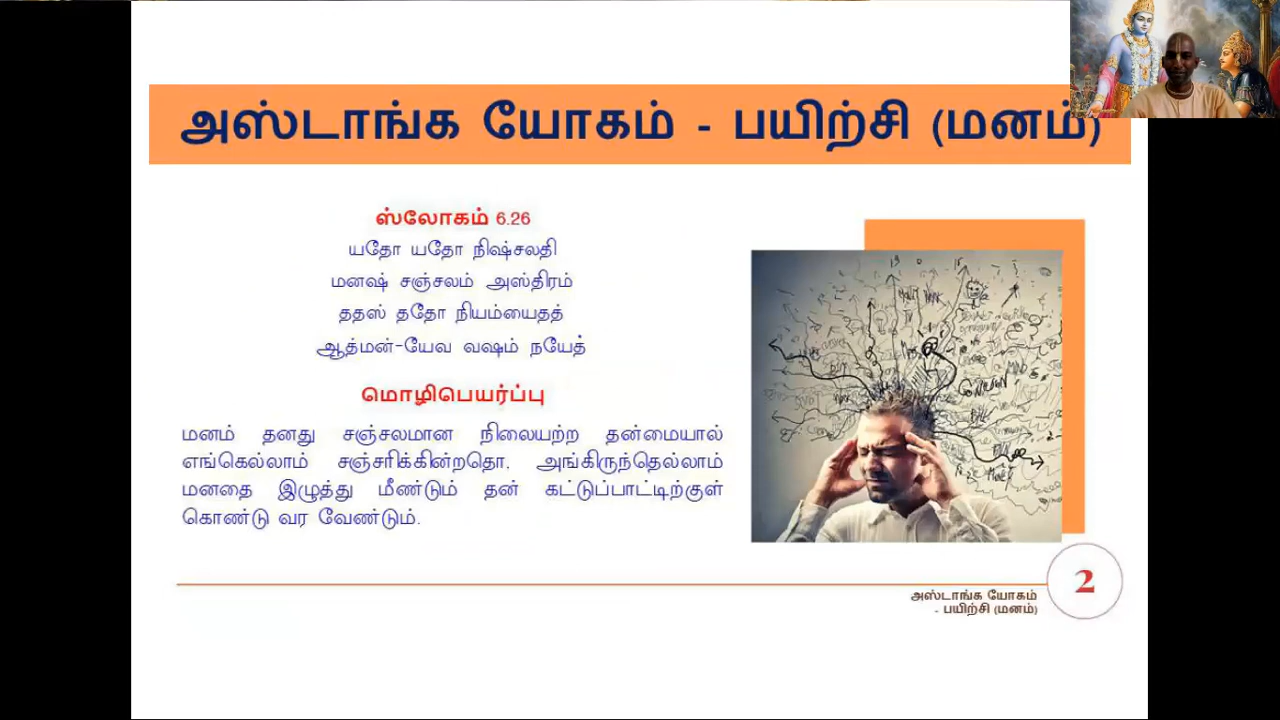 அஸ்டாங்க யோகம் - பயிற்சி (மனம்)
ஸ்லோகம் 6.26
யதோ யதோ நிஷ்சலதி
மனஷ் சஞ்சலம் அஸ்திரம்
ததஸ் ததோ நியம்யைதத்
ஆத்மன்-யேவ வஷம் நயேத்
மொழிபெயர்ப்பு
மனம் தனது சஞ்சலமான நிலையற்ற தன்மையால்
எங்கெல்லாம் சஞ்சரிக்கின்றதொ, அங்கிருந்தெல்லாம்
மனதை இழுத்து மீண்டும் தன் கட்டுப்பாட்டிற்குள்
கொண்டு வர வேண்டும்.
2
அஸ்டாங்க யோகம்
- பயிற்சி (மனம்)